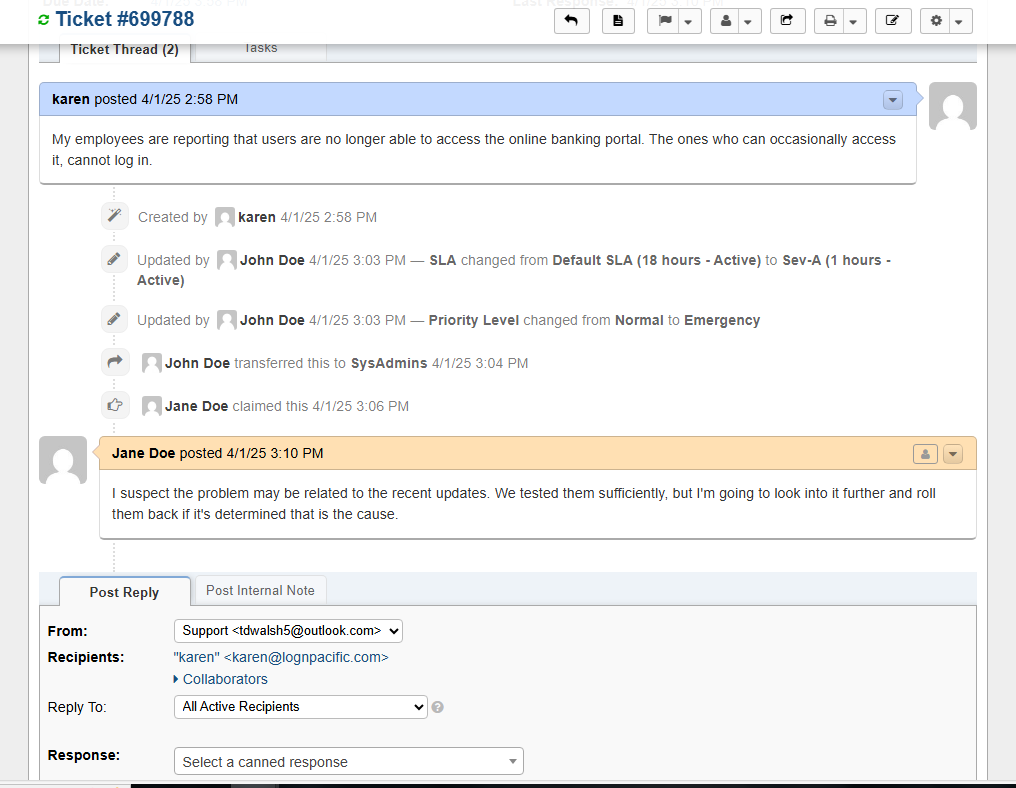 Ticket #699788
Ticket Thread (2)
Tasks
karen posted 4/1/25 2:58 PM
My employees are reporting that users are no longer able to access the online banking portal. The ones who can occasionally access
it, cannot log in.
Created by karen 4/1/25 2:58 PM
Updated by John Doe 4/1/25 3:03 PM — SLA changed from Default SLA (18 hours - Active) to Sev-A (1 hours -
Active)
Updated by John Doe 4/1/25 3:03 PM — Priority Level changed from Normal to Emergency
John Doe transferred this to SysAdmins 4/1/25 3:04 PM
Jane Doe claimed this 4/1/25 3:06 PM
Jane Doe posted 4/1/25 3:10 PM
I suspect the problem may be related to the recent updates. We tested them sufficiently, but I'm going to look into it further and roll
them back if it's determined that is the cause.
Post Reply
Post Internal Note
From:
Support <tdwalsh5@outlook.com>
Recipients:
"karen" <karen@lognpacific.com>
Collaborators
Reply To:
All Active Recipients
Response:
Select a canned response